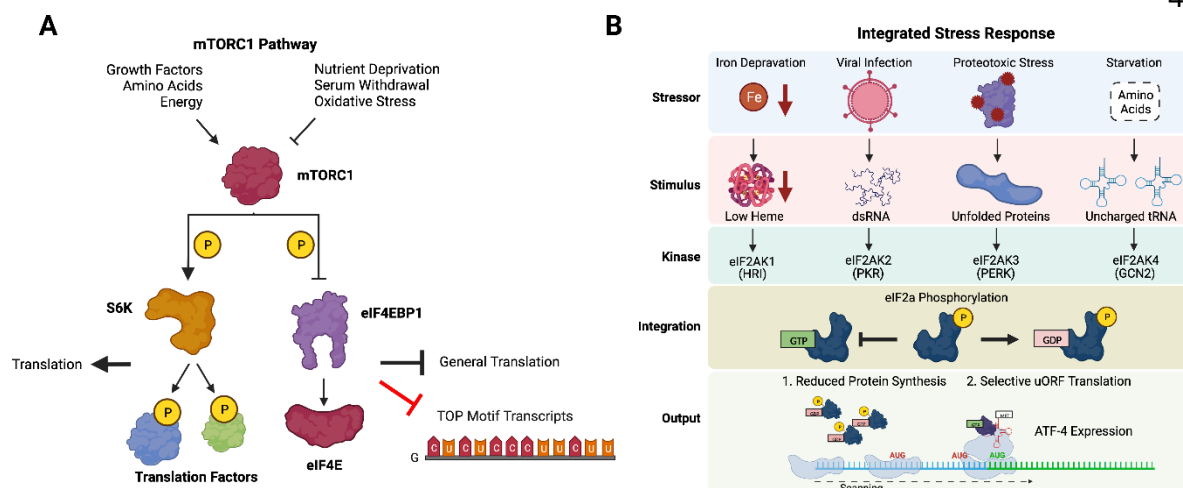 4
A
mTORC1 Pathway
Growth Factors
Amino Acids
Energy
Nutrient Deprivation
Serum Withdrawal
Oxidative Stress
mTORC1
P
P
S6K
eIF4EBP1
Translation
General Translation
P
P
TOP Motif Transcripts
Translation Factors
eIF4E
G
C U C U C C C U U C U U
B
Integrated Stress Response
Iron Depravation
Viral Infection
Proteotoxic Stress
Starvation
Stressor
Fe
Amino
Acids
Stimulus
Low Heme
dsRNA
Unfolded Proteins
Uncharged tRNA
Kinase
eIF2AK1
(HRI)
eIF2AK2
(PKR)
eIF2AK3
(PERK)
eIF2AK4
(GCN2)
eIF2a Phosphorylation
Integration
GTP
P
P
GDP
1. Reduced Protein Synthesis
2. Selective uORF Translation
Output
P
GDP
P
GDP
P
ATF-4 Expression
AUG
AUG
AUG